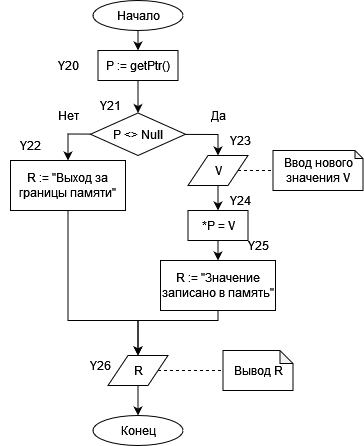 Начало
Y20
P := getPtr()
Y21
Нет
P <> Null
Да
Y22
Y23
R := "Выход за
границы памяти"
V
Ввод нового
значения V
Y24
*P = V
Y25
R := "Значение
записано в память"
Y26
R
Вывод R
Конец